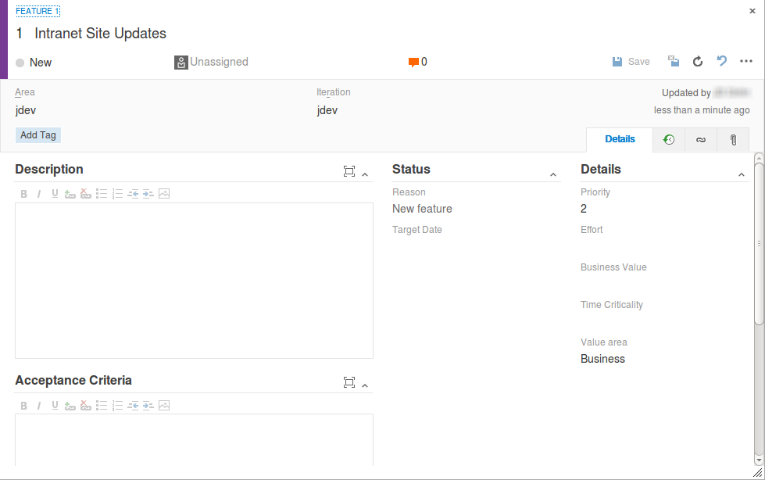 FEATURE 1
1 Intranet Site Updates
New
Unassigned
0
Save
Area
Iteration
Updated by
jdev
jdev
less than a minute ago
Add Tag
Details
Description
Status
Details
B I U
Reason
New feature
Target Date
Priority
2
Effort
Business Value
Time Criticality
Value area
Business
Acceptance Criteria
B I U